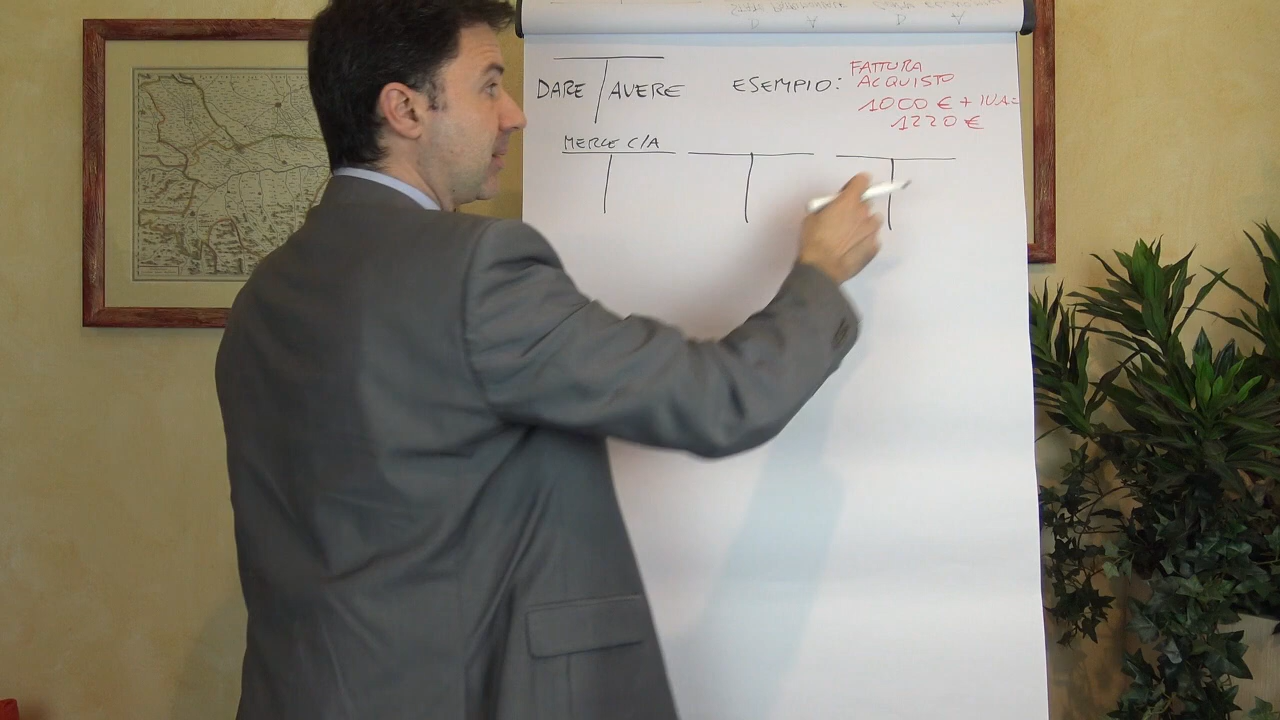 DARE AVERE
ESEMPIO:
FATTURA
ACQUISTO
1000 € + IVA =
1220 €
MERCE C/A